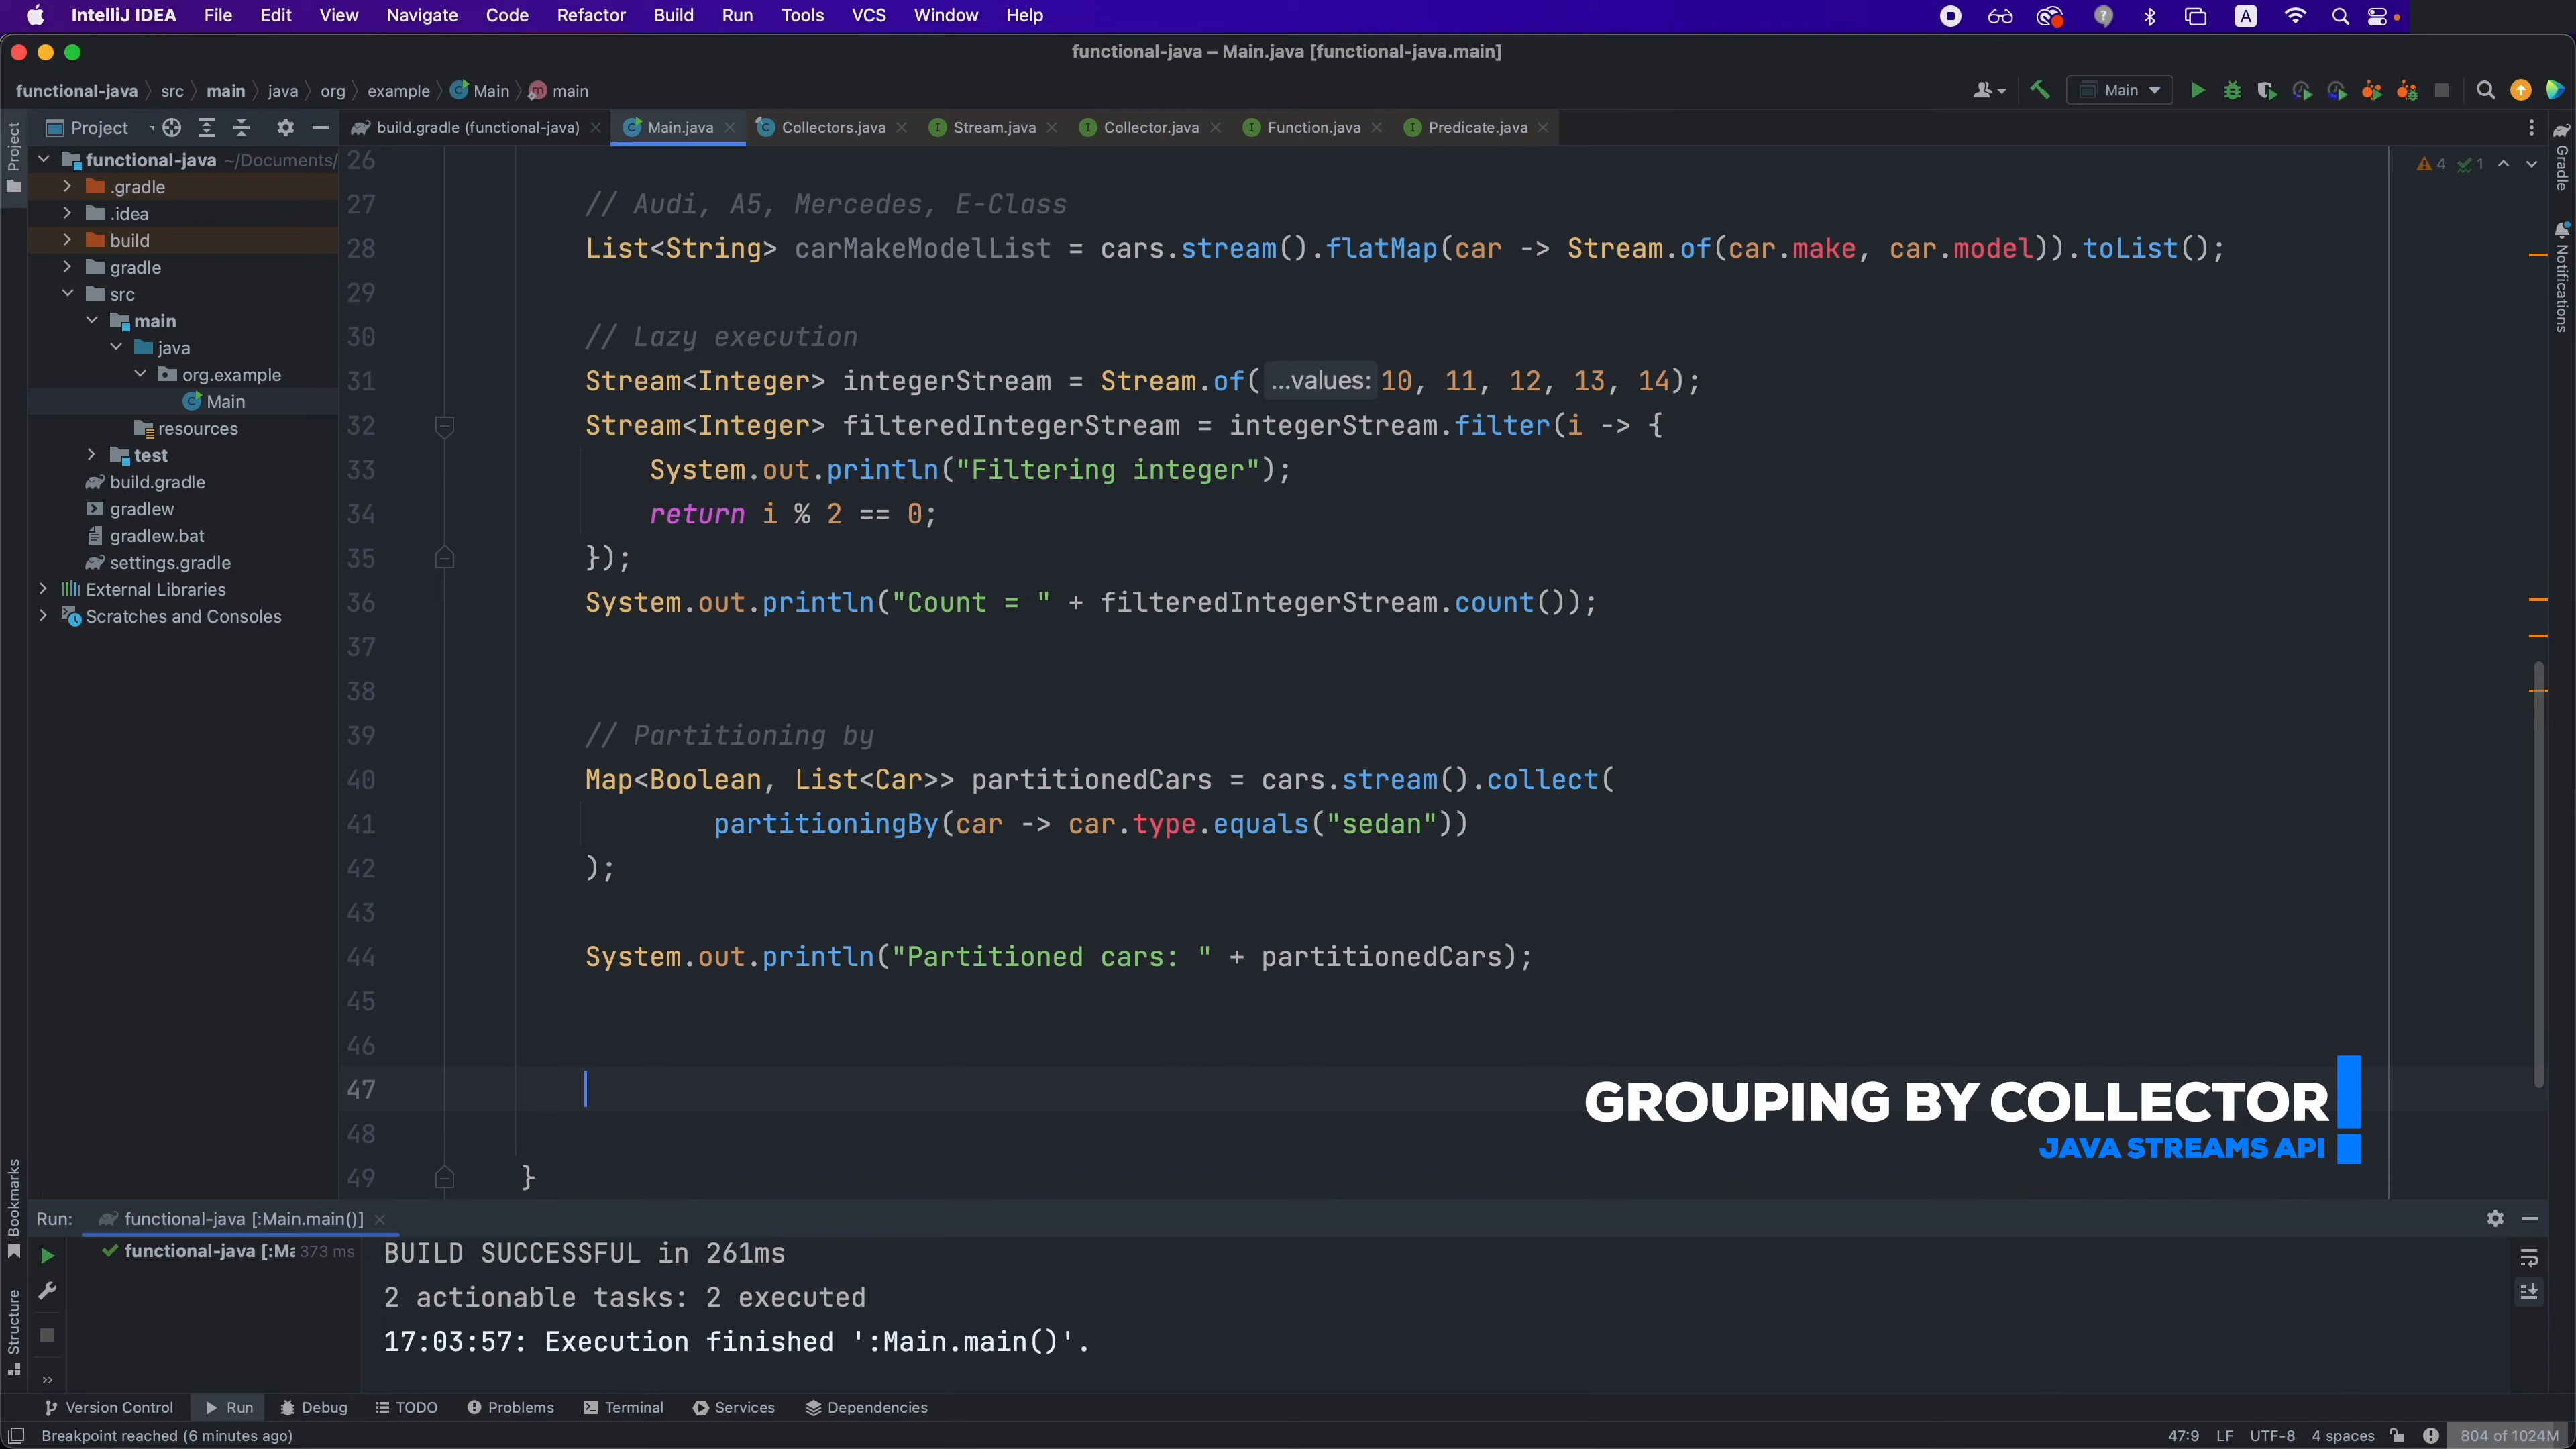 IntelliJ IDEA File Edit View Navigate Code Refactor Build Run Tools VCS Window Help A
functional-java – Main.java [functional-java.main]
functional-java src main java org example Main main Main
Project build.gradle (functional-java) Main.java Collectors.java Stream.java Collector.java Function.java Predicate.java
Project
Gradle
Notifications
Bookmarks
Structure
functional-java ~/Documents/
.gradle
.idea
build
gradle
src
main
java
org.example
Main
resources
test
build.gradle
gradlew
gradlew.bat
settings.gradle
External Libraries
Scratches and Consoles
4 1
26
27 // Audi, A5, Mercedes, E-Class
28 List<String> carMakeModelList = cars.stream().flatMap(car -> Stream.of(car.make, car.model)).toList();
29
30 // Lazy execution
31 Stream<Integer> integerStream = Stream.of( ...values: 10, 11, 12, 13, 14);
32 Stream<Integer> filteredIntegerStream = integerStream.filter(i -> {
33 System.out.println("Filtering integer");
34 return i % 2 == 0;
35 });
36 System.out.println("Count = " + filteredIntegerStream.count());
37
38
39 // Partitioning by
40 Map<Boolean, List<Car>> partitionedCars = cars.stream().collect(
41 partitioningBy(car -> car.type.equals("sedan"))
42 );
43
44 System.out.println("Partitioned cars: " + partitionedCars);
45
46
47
48
49 }
GROUPING BY COLLECTOR
JAVA STREAMS API
Run: functional-java [:Main.main()]
functional-java [:Ma 373 ms
BUILD SUCCESSFUL in 261ms
2 actionable tasks: 2 executed
17:03:57: Execution finished ':Main.main()'.
Version Control Run Debug TODO Problems Terminal Services Dependencies
Breakpoint reached (6 minutes ago) 47:9 LF UTF-8 4 spaces 804 of 1024M